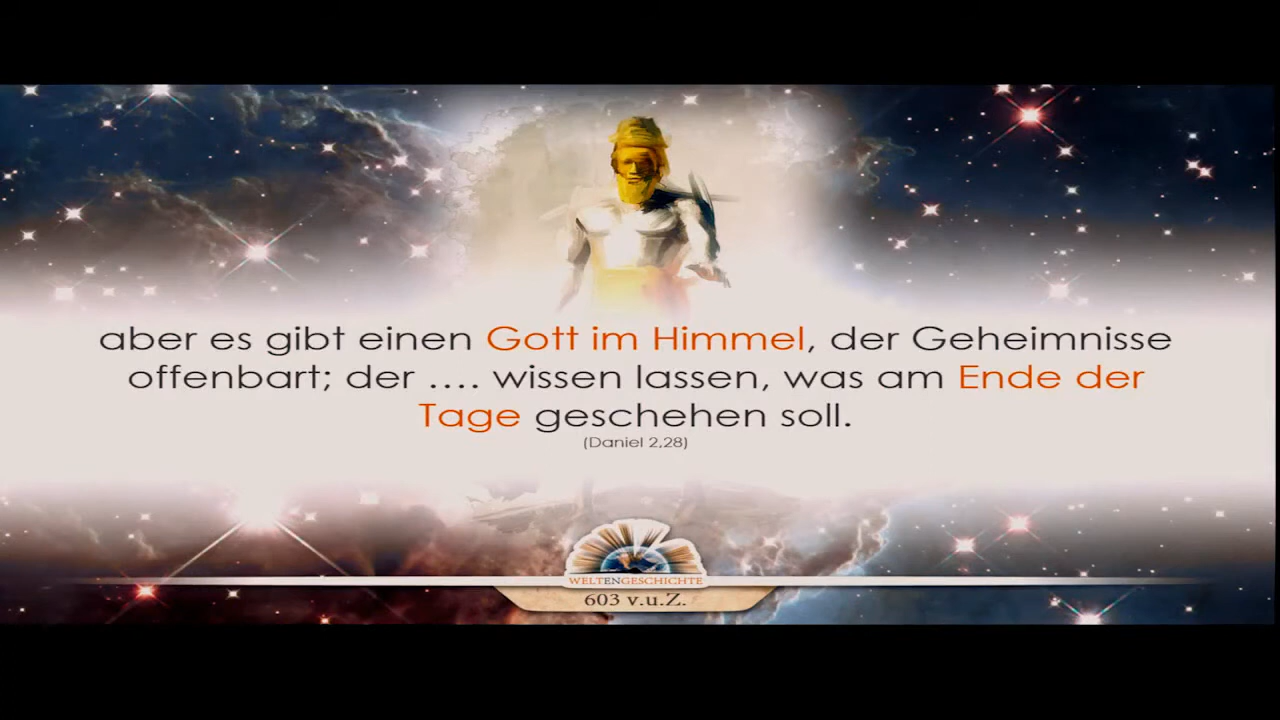 aber es gibt einen Gott im Himmel, der Geheimnisse
offenbart; der .... wissen lassen, was am Ende der
Tage geschehen soll.
(Daniel 2,28)
WELTENGESCHICHTE
603 v.u.Z.